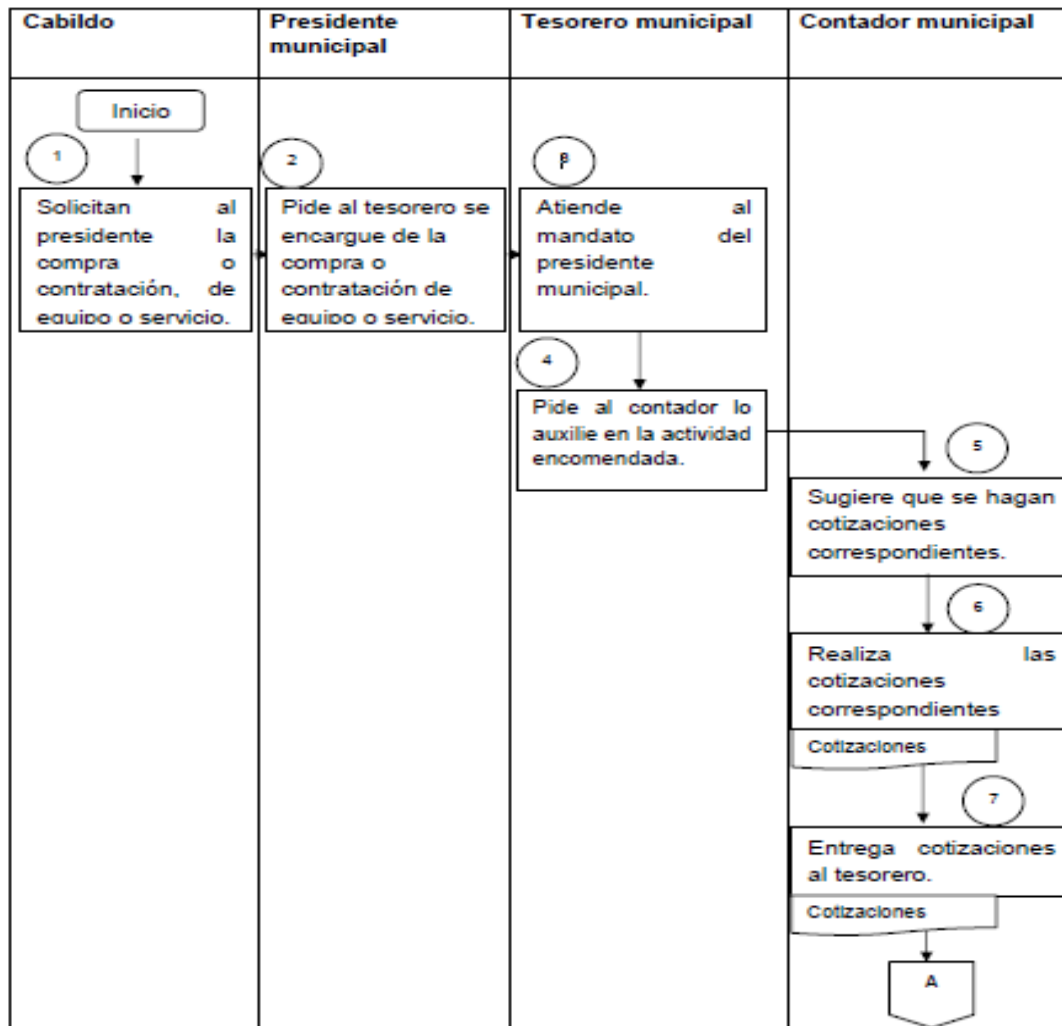 Cabildo
Presidente
municipal
Tesorero municipal
Contador municipal
Inicio
1
Solicitan al
presidente la
compra o
contratación, de
equipo o servicio.
2
Pide al tesorero se
encargue de la
compra o
contratación de
equipo o servicio.
Atiende al
mandato del
presidente
municipal.
4
Pide al contador lo
auxilie en la actividad
encomendada.
5
Sugiere que se hagan
cotizaciones
correspondientes.
6
Realiza las
cotizaciones
correspondientes
Cotizaciones
7
Entrega cotizaciones
al tesorero.
Cotizaciones
A